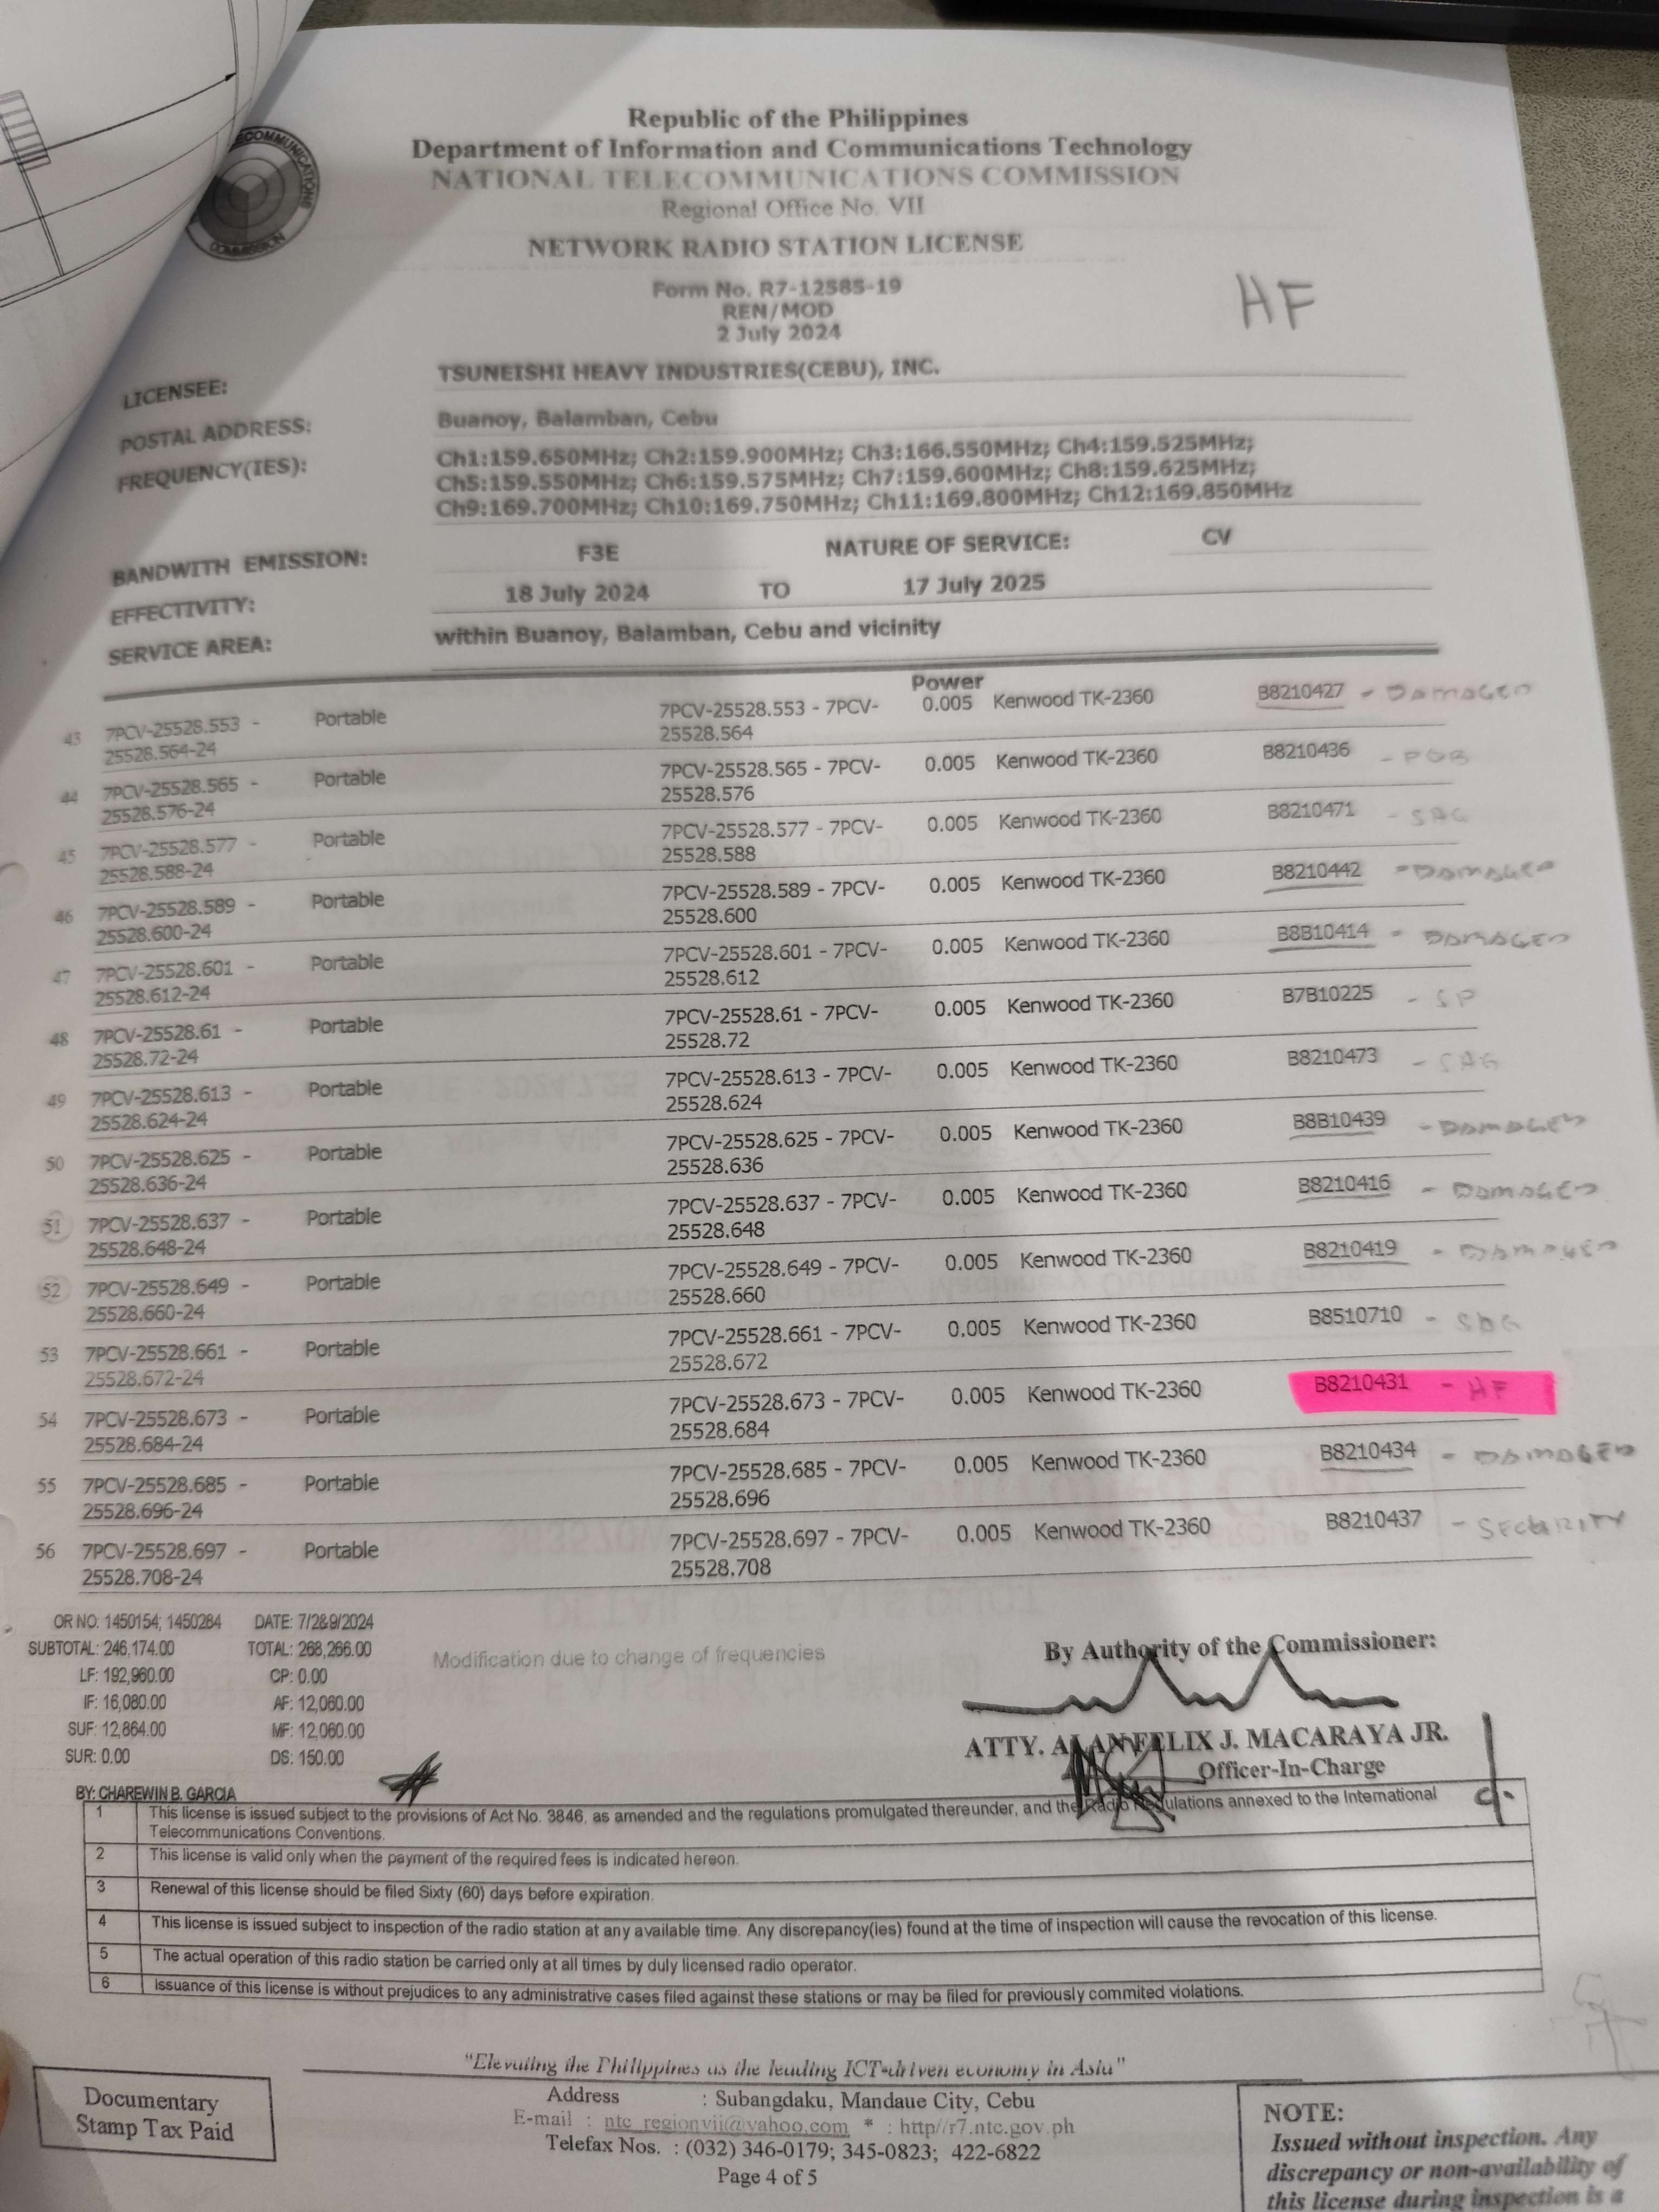 TELECOMMUNICATIONS
COMMISSION
Republic of the Philippines
Department of Information and Communications Technology
NATIONAL TELECOMMUNICATIONS COMMISSION
Regional Office No. VII
NETWORK RADIO STATION LICENSE
Form No. R7-12585-19
REN/MOD
2 July 2024
HF
LICENSEE: TSUNEISHI HEAVY INDUSTRIES(CEBU), INC.
POSTAL ADDRESS: Buanoy, Balamban, Cebu
FREQUENCY(IES): Ch1:159.650MHz; Ch2:159.900MHz; Ch3:166.550MHz; Ch4:159.525MHz;
Ch5:159.550MHz; Ch6:159.575MHz; Ch7:159.600MHz; Ch8:159.625MHz;
Ch9:169.700MHz; Ch10:169.750MHz; Ch11:169.800MHz; Ch12:169.850MHz
BANDWITH EMISSION: F3E NATURE OF SERVICE: CV
EFFECTIVITY: 18 July 2024 TO 17 July 2025
SERVICE AREA: within Buanoy, Balamban, Cebu and vicinity
Power
43 7PCV-25528.553 - Portable 7PCV-25528.553 - 7PCV- 0.005 Kenwood TK-2360 B8210427 - DAMAGED
25528.564-24 25528.564
44 7PCV-25528.565 - Portable 7PCV-25528.565 - 7PCV- 0.005 Kenwood TK-2360 B8210436 - POB
25528.576-24 25528.576
45 7PCV-25528.577 - Portable 7PCV-25528.577 - 7PCV- 0.005 Kenwood TK-2360 B8210471 - SAG
25528.588-24 25528.588
46 7PCV-25528.589 - Portable 7PCV-25528.589 - 7PCV- 0.005 Kenwood TK-2360 B8210442 - DAMAGED
25528.600-24 25528.600
47 7PCV-25528.601 - Portable 7PCV-25528.601 - 7PCV- 0.005 Kenwood TK-2360 B8B10414 - DAMAGED
25528.612-24 25528.612
48 7PCV-25528.61 - Portable 7PCV-25528.61 - 7PCV- 0.005 Kenwood TK-2360 B7B10225 - SP
25528.72-24 25528.72
49 7PCV-25528.613 - Portable 7PCV-25528.613 - 7PCV- 0.005 Kenwood TK-2360 B8210473 - SAG
25528.624-24 25528.624
50 7PCV-25528.625 - Portable 7PCV-25528.625 - 7PCV- 0.005 Kenwood TK-2360 B8B10439 - DAMAGED
25528.636-24 25528.636
51 7PCV-25528.637 - Portable 7PCV-25528.637 - 7PCV- 0.005 Kenwood TK-2360 B8210416 - DAMAGED
25528.648-24 25528.648
52 7PCV-25528.649 - Portable 7PCV-25528.649 - 7PCV- 0.005 Kenwood TK-2360 B8210419 - DAMAGED
25528.660-24 25528.660
53 7PCV-25528.661 - Portable 7PCV-25528.661 - 7PCV- 0.005 Kenwood TK-2360 B8510710 -
25528.672-24 25528.672
54 7PCV-25528.673 - Portable 7PCV-25528.673 - 7PCV- 0.005 Kenwood TK-2360 B8210431 - HF
25528.684-24 25528.684
55 7PCV-25528.685 - Portable 7PCV-25528.685 - 7PCV- 0.005 Kenwood TK-2360 B8210434 - DAMAGED
25528.696-24 25528.696
56 7PCV-25528.697 - Portable 7PCV-25528.697 - 7PCV- 0.005 Kenwood TK-2360 B8210437 - SECURITY
25528.708-24 25528.708
OR NO. 1450154; 1450284 DATE: 7/2&9/2024
SUBTOTAL: 246,174.00 TOTAL: 268,266.00
LF: 192,960.00 CP: 0.00
IF: 16,080.00 AF: 12,060.00
SUF: 12,864.00 MF: 12,060.00
SUR: 0.00 DS: 150.00
BY: CHAREWIN B. GARCIA
Modification due to change of frequencies
By Authority of the Commissioner:
ATTY. ALAN FELIX J. MACARAYA JR.
Officer-In-Charge
1 This license is issued subject to the provisions of Act No. 3846, as amended and the regulations promulgated thereunder, and the Radio Regulations annexed to the International
Telecommunications Conventions.
2 This license is valid only when the payment of the required fees is indicated hereon.
3 Renewal of this license should be filed Sixty (60) days before expiration.
4 This license is issued subject to inspection of the radio station at any available time. Any discrepancy(ies) found at the time of inspection will cause the revocation of this license.
5 The actual operation of this radio station be carried only at all times by duly licensed radio operator.
6 Issuance of this license is without prejudices to any administrative cases filed against these stations or may be filed for previously commited violations.
"Elevating the Philippines as the leading ICT-driven economy in Asia"
Address : Subangdaku, Mandaue City, Cebu
E-mail : ntc_regionvii@yahoo.com * : http//r7.ntc.gov.ph
Telefax Nos. : (032) 346-0179; 345-0823; 422-6822
Page 4 of 5
Documentary
Stamp Tax Paid
NOTE:
Issued without inspection. Any
discrepancy or non-availability of
this license during inspection is a